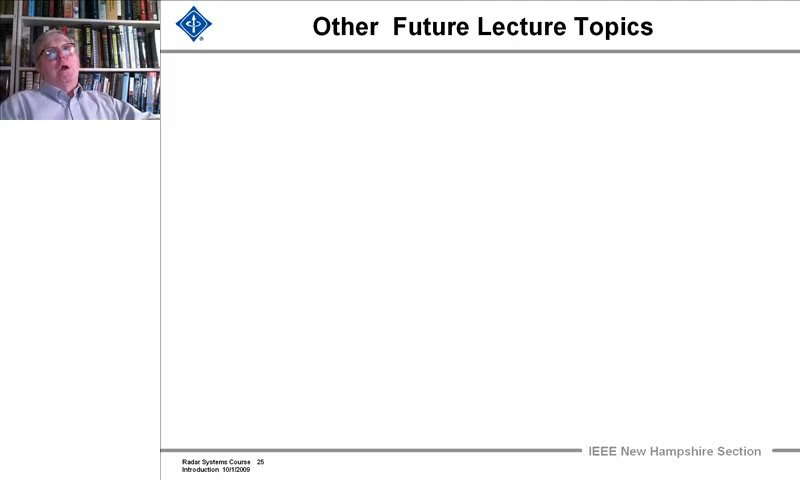 Other  Future Lecture Topics
IEEE New Hampshire Section
Radar Systems Course 25
Introduction 10/1/2009